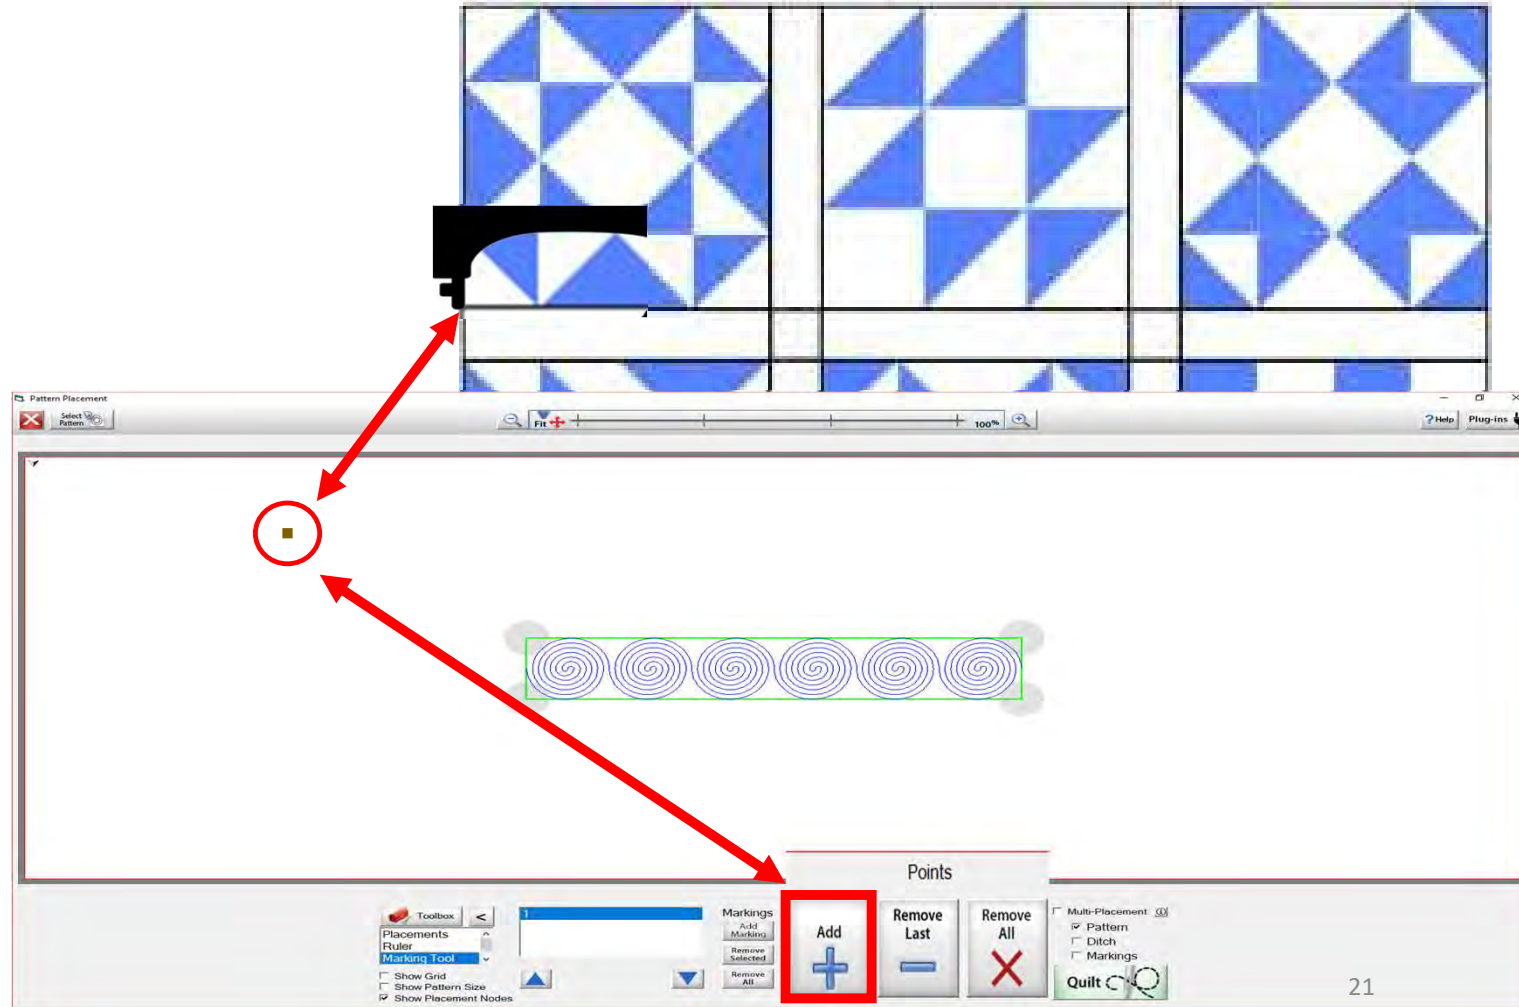 Pattern Placement
Select
Pattern
Fit
100%
?Help
Plug-ins
Points
Toolbox <
Placements
Ruler
Marking Tool
Show Grid
Show Pattern Size
Show Placement Nodes
1
Markings
Add
Marking
Remove
Selected
Remove
All
Add
Remove
Last
Remove
All
Multi-Placement
Pattern
Ditch
Markings
Quilt
21